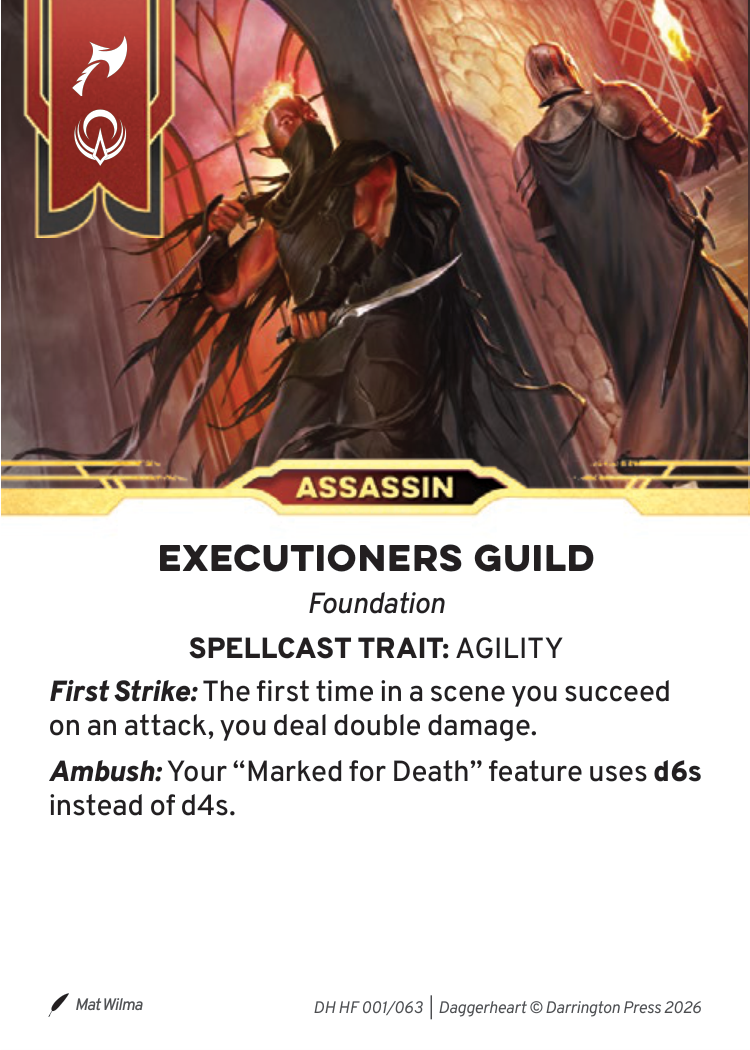 ASSASSIN
EXECUTIONERS GUILD
Foundation
SPELLCAST TRAIT: AGILITY
First Strike: The first time in a scene you succeed
on an attack, you deal double damage.
Ambush: Your “Marked for Death” feature uses d6s
instead of d4s.
Mat Wilma
DH HF 001/063 | Daggerheart © Darrington Press 2026